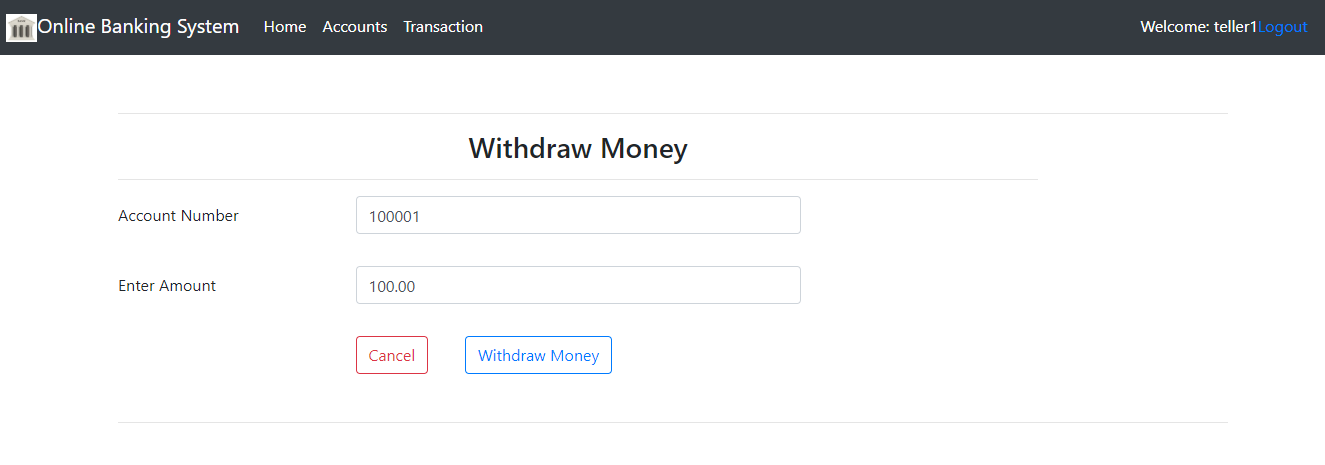 Online Banking System Home Accounts Transaction Welcome: teller1Logout
Withdraw Money
Account Number 100001
Enter Amount 100.00
Cancel Withdraw Money